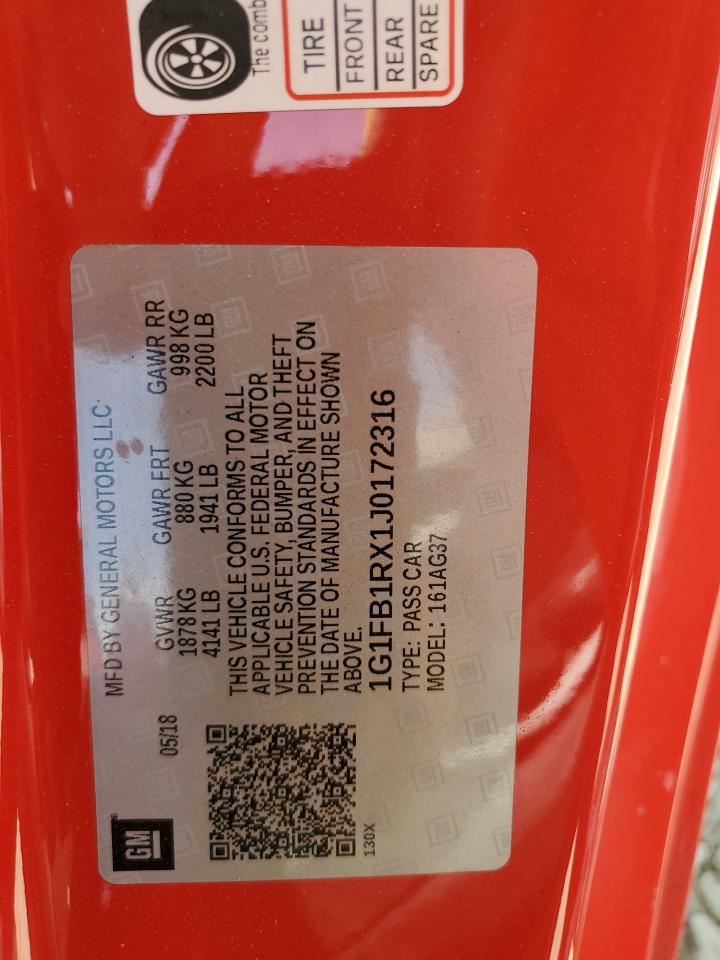 The comb
TIRE
FRONT
REAR
SPARE
GM
MFD BY GENERAL MOTORS LLC
05/18
GVWR GAWR FRT GAWR RR
1878 KG 880 KG 998 KG
4141 LB 1941 LB 2200 LB
THIS VEHICLE CONFORMS TO ALL
APPLICABLE U.S. FEDERAL MOTOR
VEHICLE SAFETY, BUMPER, AND THEFT
PREVENTION STANDARDS IN EFFECT ON
THE DATE OF MANUFACTURE SHOWN
ABOVE.
1G1FB1RX1J0172316
TYPE: PASS CAR
MODEL: 161AG37
130X